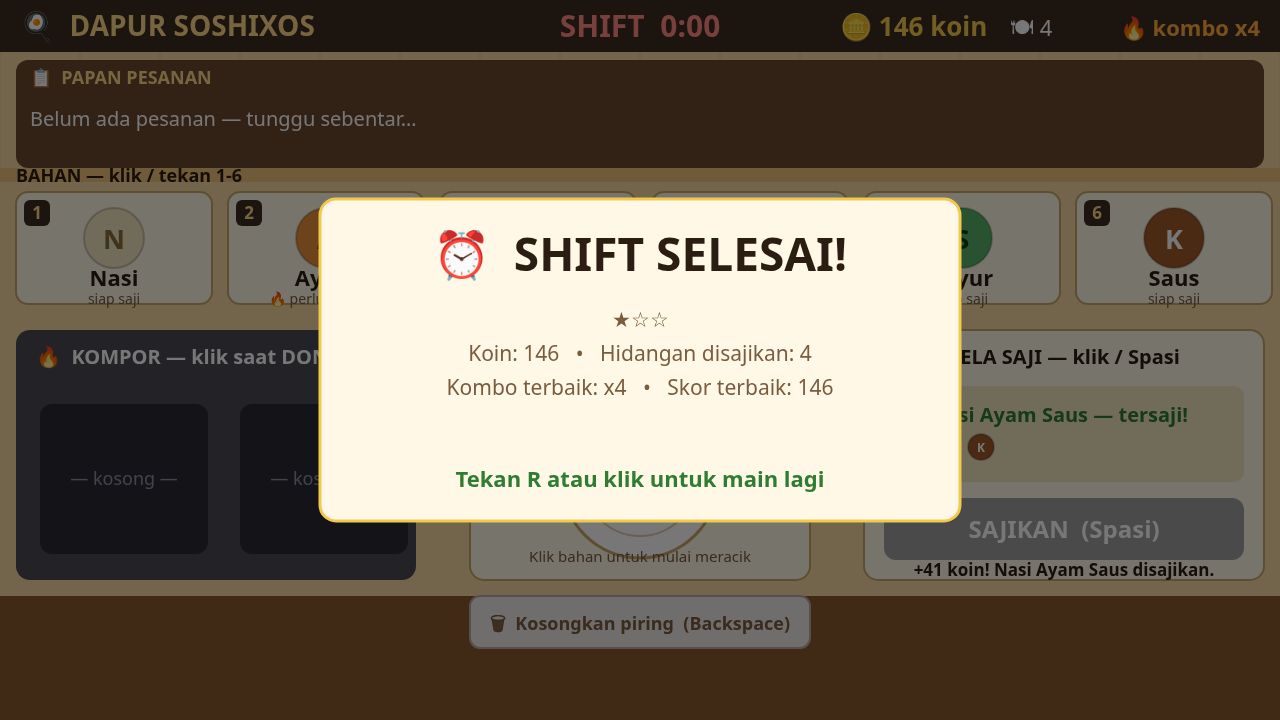 DAPUR SOSHIXOS
SHIFT 0:00
146 koin
4
kombo x4
PAPAN PESANAN
Belum ada pesanan — tunggu sebentar...
BAHAN — klik / tekan 1-6
1
N
Nasi
siap saji
2
6
K
Saus
siap saji
SHIFT SELESAI!
★☆☆
Koin: 146 • Hidangan disajikan: 4
Kombo terbaik: x4 • Skor terbaik: 146
Tekan R atau klik untuk main lagi
KOMPOR — klik saat
— kosong —
SAJI — klik / Spasi
Ayam Saus — tersaji!
K
SAJIKAN (Spasi)
+41 koin! Nasi Ayam Saus disajikan.
Klik bahan untuk mulai meracik
Kosongkan piring (Backspace)